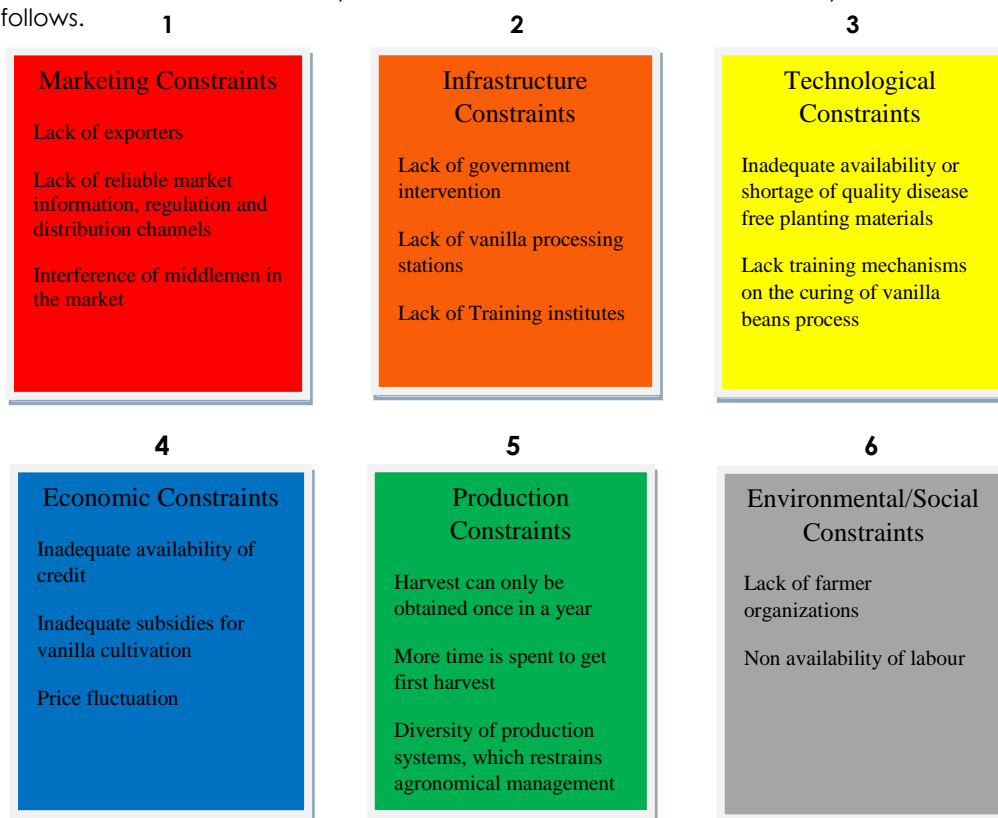 follows.
1
2
3
Marketing Constraints
Lack of exporters
Lack of reliable market
information, regulation and
distribution channels
Interference of middlemen in
the market
Infrastructure
Constraints
Lack of government
intervention
Lack of vanilla processing
stations
Lack of Training institutes
Technological
Constraints
Inadequate availability or
shortage of quality disease
free planting materials
Lack training mechanisms
on the curing of vanilla
beans process
4
5
6
Economic Constraints
Inadequate availability of
credit
Inadequate subsidies for
vanilla cultivation
Price fluctuation
Production
Constraints
Harvest can only be
obtained once in a year
More time is spent to get
first harvest
Diversity of production
systems, which restrains
agronomical management
Environmental/Social
Constraints
Lack of farmer
organizations
Non availability of labour